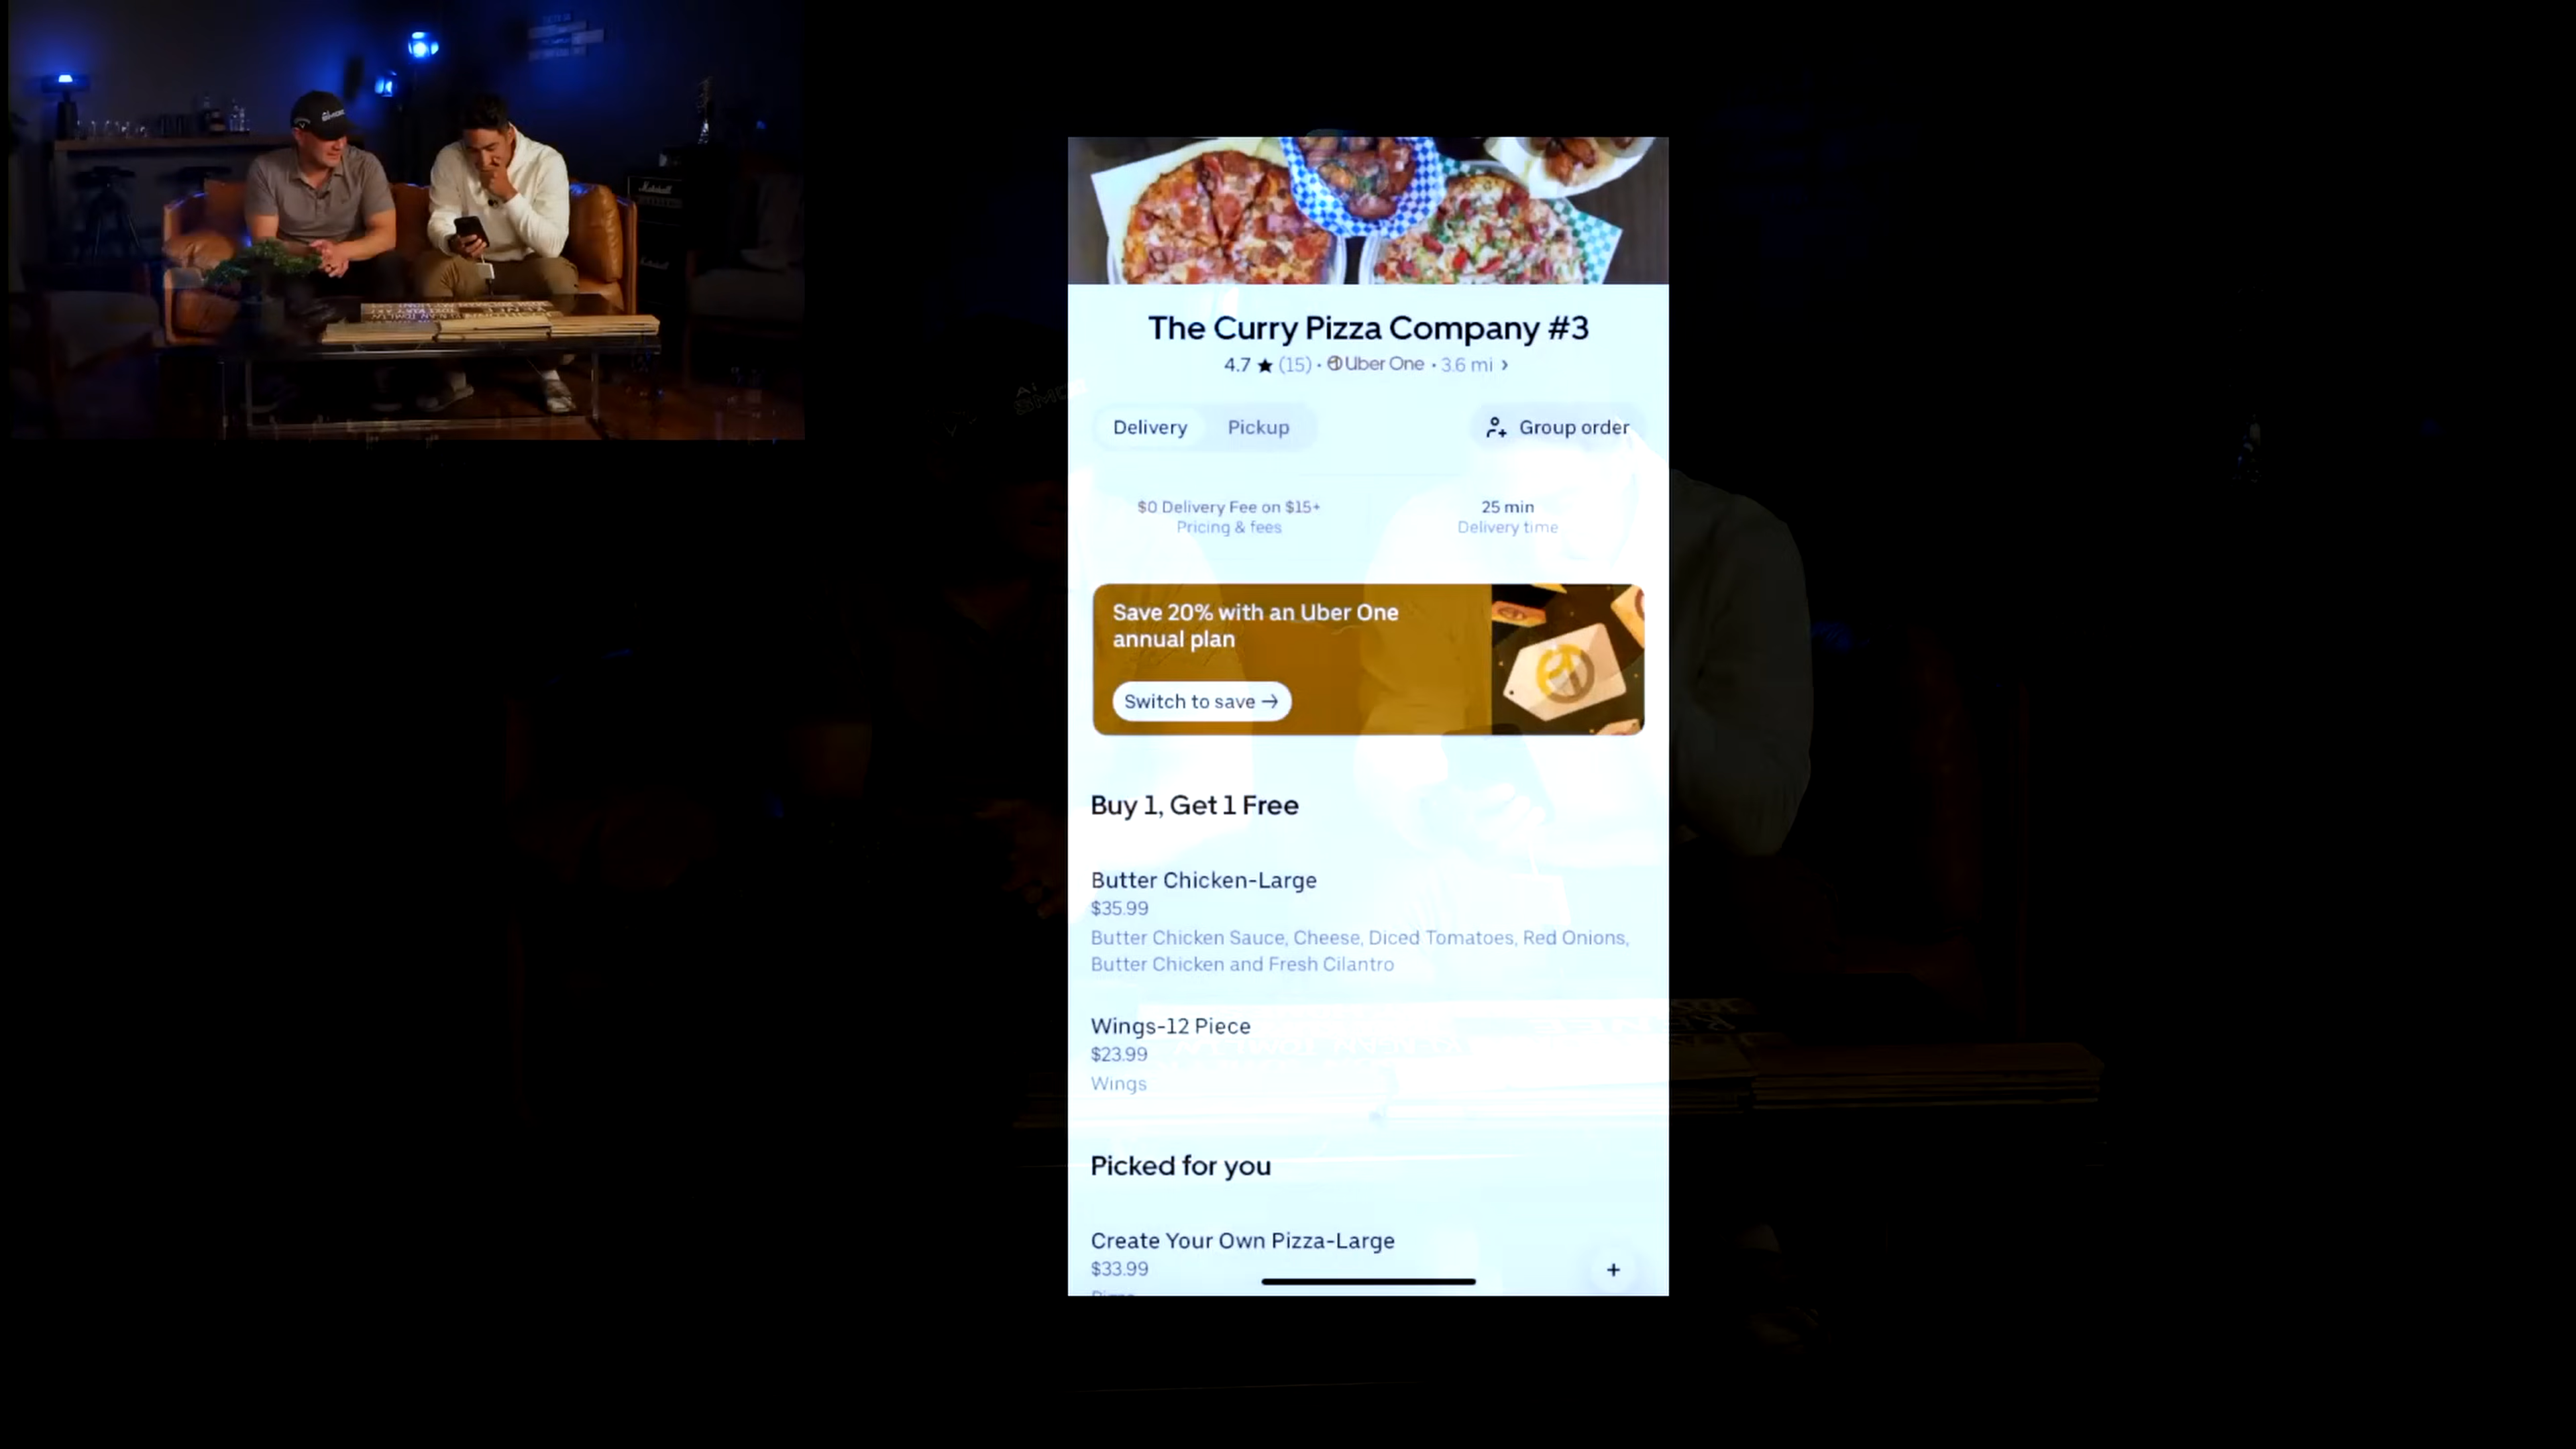 The Curry Pizza Company #3
4.7 ★ (15) • Uber One • 3.6 mi ›
Delivery
Pickup
Group order
$0 Delivery Fee on $15+
Pricing & fees
25 min
Delivery time
Save 20% with an Uber One
annual plan
Switch to save →
Buy 1, Get 1 Free
Butter Chicken-Large
$35.99
Butter Chicken Sauce, Cheese, Diced Tomatoes, Red Onions,
Butter Chicken and Fresh Cilantro
Wings-12 Piece
$23.99
Wings
Picked for you
Create Your Own Pizza-Large
$33.99
+
Marshall